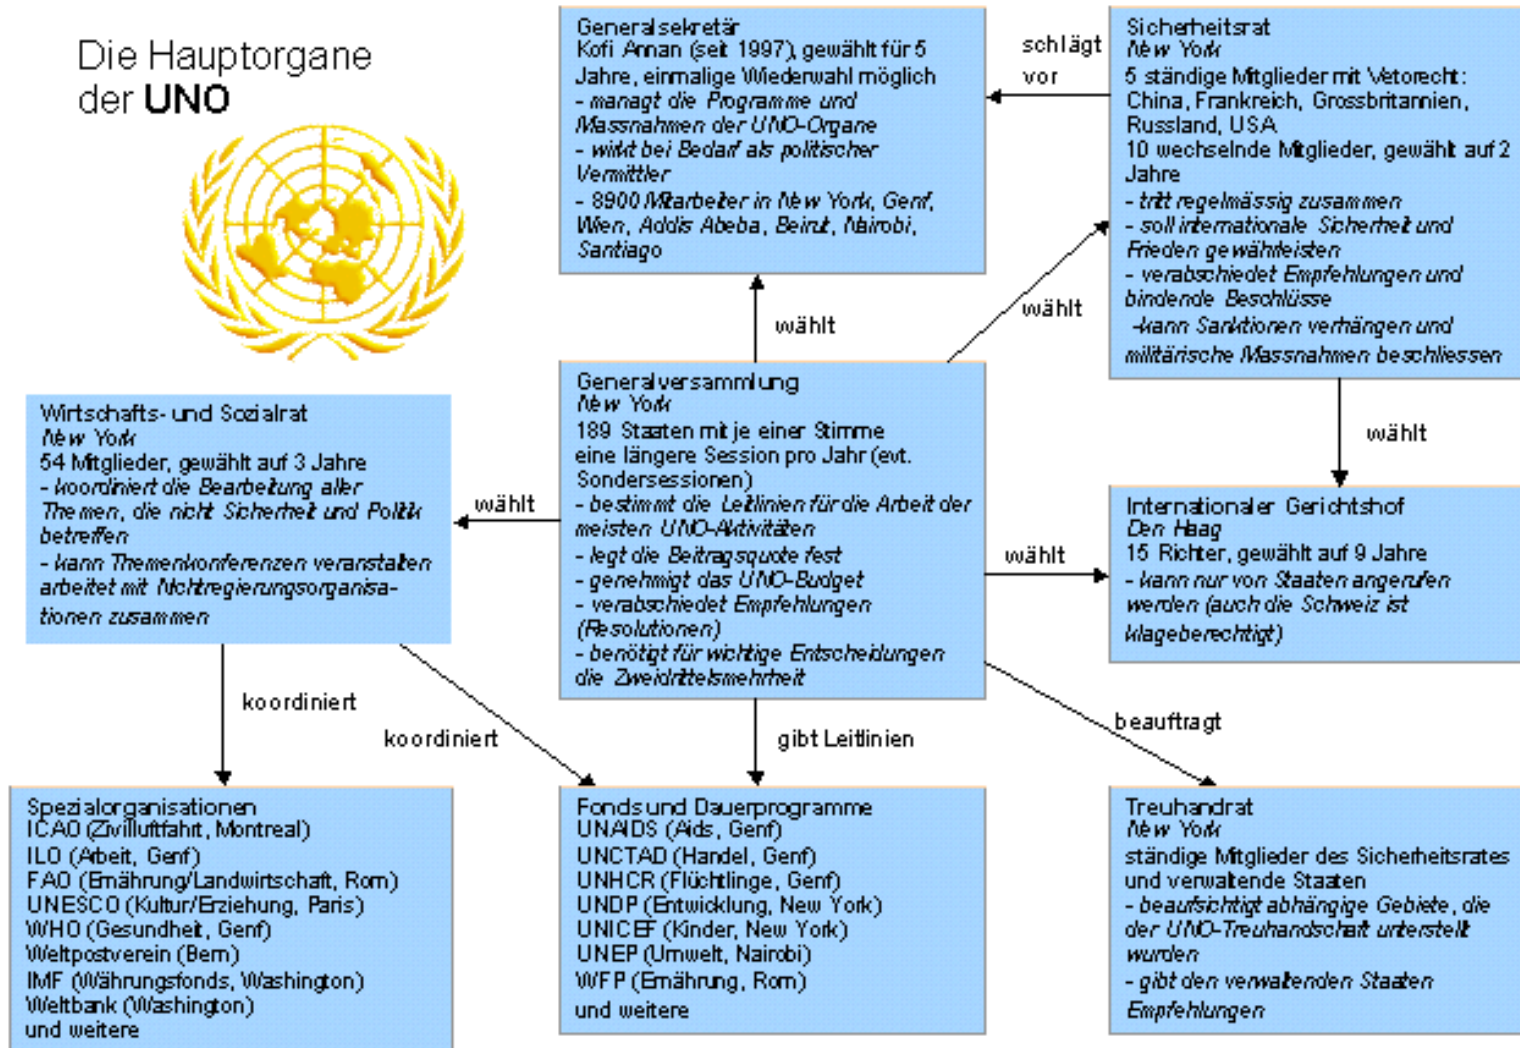 Die Hauptorgane
der UNO
Generalsekretär
Kofi Annan (seit 1997), gewählt für 5
Jahre, einmalige Wiederwahl möglich
- managt die Programme und
Massnahmen der UNO-Organe
- wirkt bei Bedarf als politischer
Vermittler
- 8900 Mitarbeiter in New York, Genf,
Wien, Addis Abeba, Beirut, Nairobi,
Santiago
schlägt
vor
Sicherheitsrat
New York
5 ständige Mitglieder mit Vetorecht:
China, Frankreich, Grossbritannien,
Russland, USA
10 wechselnde Mitglieder, gewählt auf 2
Jahre
- tritt regelmässig zusammen
- soll internationale Sicherheit und
Frieden gewährleisten
- verabschiedet Empfehlungen und
bindende Beschlüsse
-kann Sanktionen verhängen und
militärische Massnahmen beschliessen
wählt
wählt
Wirtschafts- und Sozialrat
New York
54 Mitglieder, gewählt auf 3 Jahre
- koordiniert die Bearbeitung aller
Themen, die nicht Sicherheit und Politik
betreffen
- kann Themenkonferenzen veranstalten
arbeitet mit Nichtregierungsorganisa-
tionen zusammen
wählt
Generalversammlung
New York
189 Staaten mit je einer Stimme
eine längere Session pro Jahr (evt.
Sondersessionen)
- bestimmt die Leitlinien für die Arbeit der
meisten UNO-Aktivitäten
- legt die Beitragsquote fest
- genehmigt das UNO-Budget
- verabschiedet Empfehlungen
(Resolutionen)
- benötigt für wichtige Entscheidungen
die Zweidrittelsmehrheit
wählt
wählt
Internationaler Gerichtshof
Den Haag
15 Richter, gewählt auf 9 Jahre
- kann nur von Staaten angerufen
werden (auch die Schweiz ist
klageberechtigt)
koordiniert
koordiniert
gibt Leitlinien
beauftragt
Spezialorganisationen
ICAO (Zivilluftfahrt, Montreal)
ILO (Arbeit, Genf)
FAO (Ernährung/Landwirtschaft, Rom)
UNESCO (Kultur/Erziehung, Paris)
WHO (Gesundheit, Genf)
Weltpostverein (Bern)
IMF (Währungsfonds, Washington)
Weltbank (Washington)
und weitere
Fonds und Dauerprogramme
UNAIDS (Aids, Genf)
UNCTAD (Handel, Genf)
UNHCR (Flüchtlinge, Genf)
UNDP (Entwicklung, New York)
UNICEF (Kinder, New York)
UNEP (Umwelt, Nairobi)
WFP (Ernährung, Rom)
und weitere
Treuhandrat
New York
ständige Mitglieder des Sicherheitsrates
und verwaltende Staaten
- beaufsichtigt abhängige Gebiete, die
der UNO-Treuhandschaft unterstellt
wurden
- gibt den verwaltenden Staaten
Empfehlungen